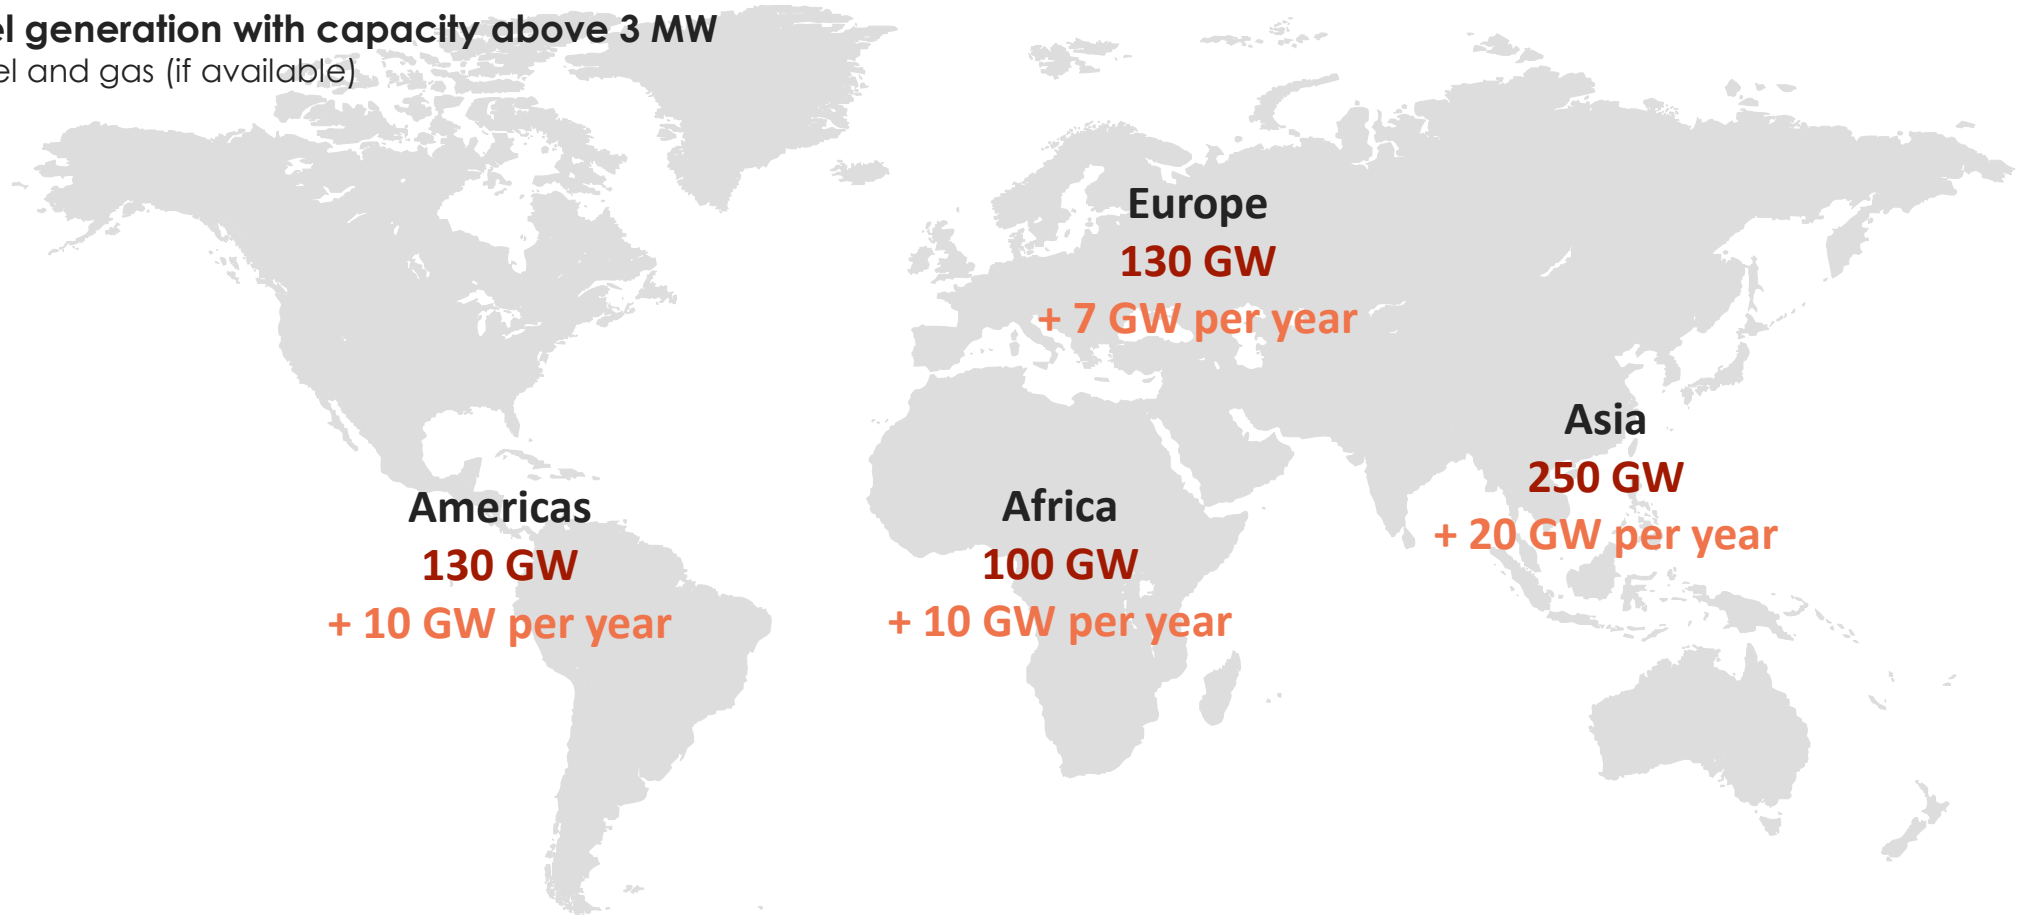 el generation with capacity above 3 MW
el and gas (if available)
Europe
130 GW
+ 7 GW per year
Asia
250 GW
+ 20 GW per year
Americas
130 GW
+ 10 GW per year
Africa
100 GW
+ 10 GW per year